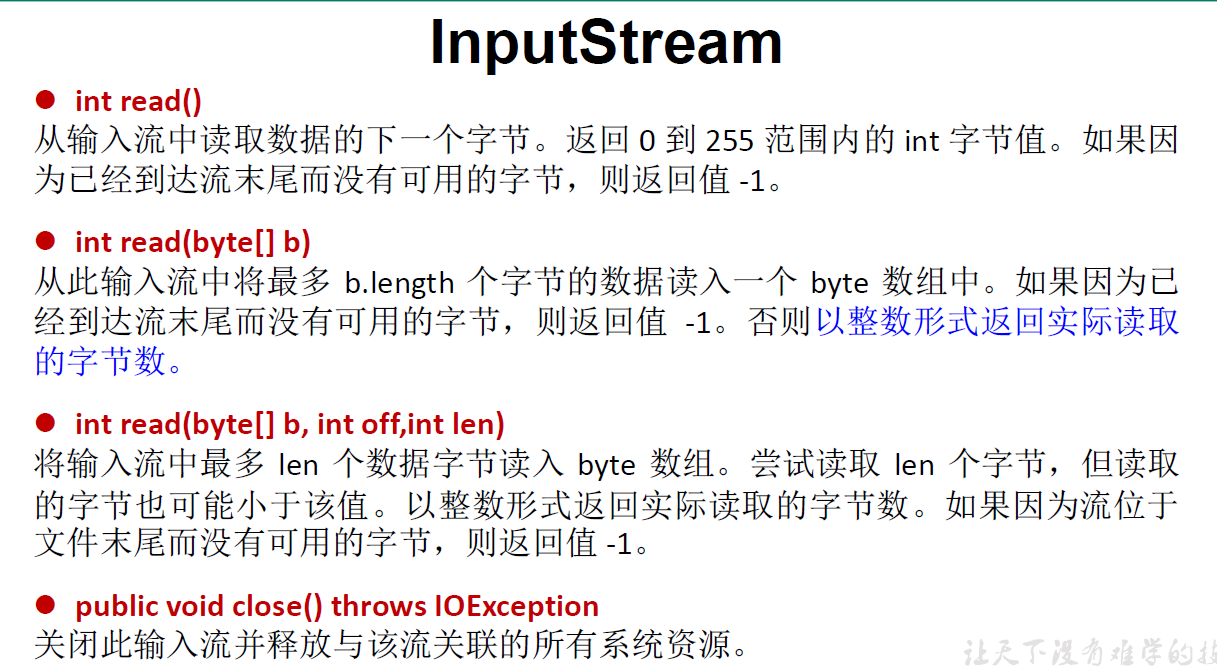 InputStream
● int read()
从输入流中读取数据的下一个字节。返回 0 到 255 范围内的 int 字节值。如果因
为已经到达流末尾而没有可用的字节，则返回值 -1。
● int read(byte[] b)
从此输入流中将最多 b.length 个字节的数据读入一个 byte 数组中。如果因为已
经到达流末尾而没有可用的字节，则返回值 -1。否则以整数形式返回实际读取
的字节数。
● int read(byte[] b, int off,int len)
将输入流中最多 len 个数据字节读入 byte 数组。尝试读取 len 个字节，但读取
的字节也可能小于该值。以整数形式返回实际读取的字节数。如果因为流位于
文件末尾而没有可用的字节，则返回值 -1。
● public void close() throws IOException
关闭此输入流并释放与该流关联的所有系统资源。
让天下没有难学的技